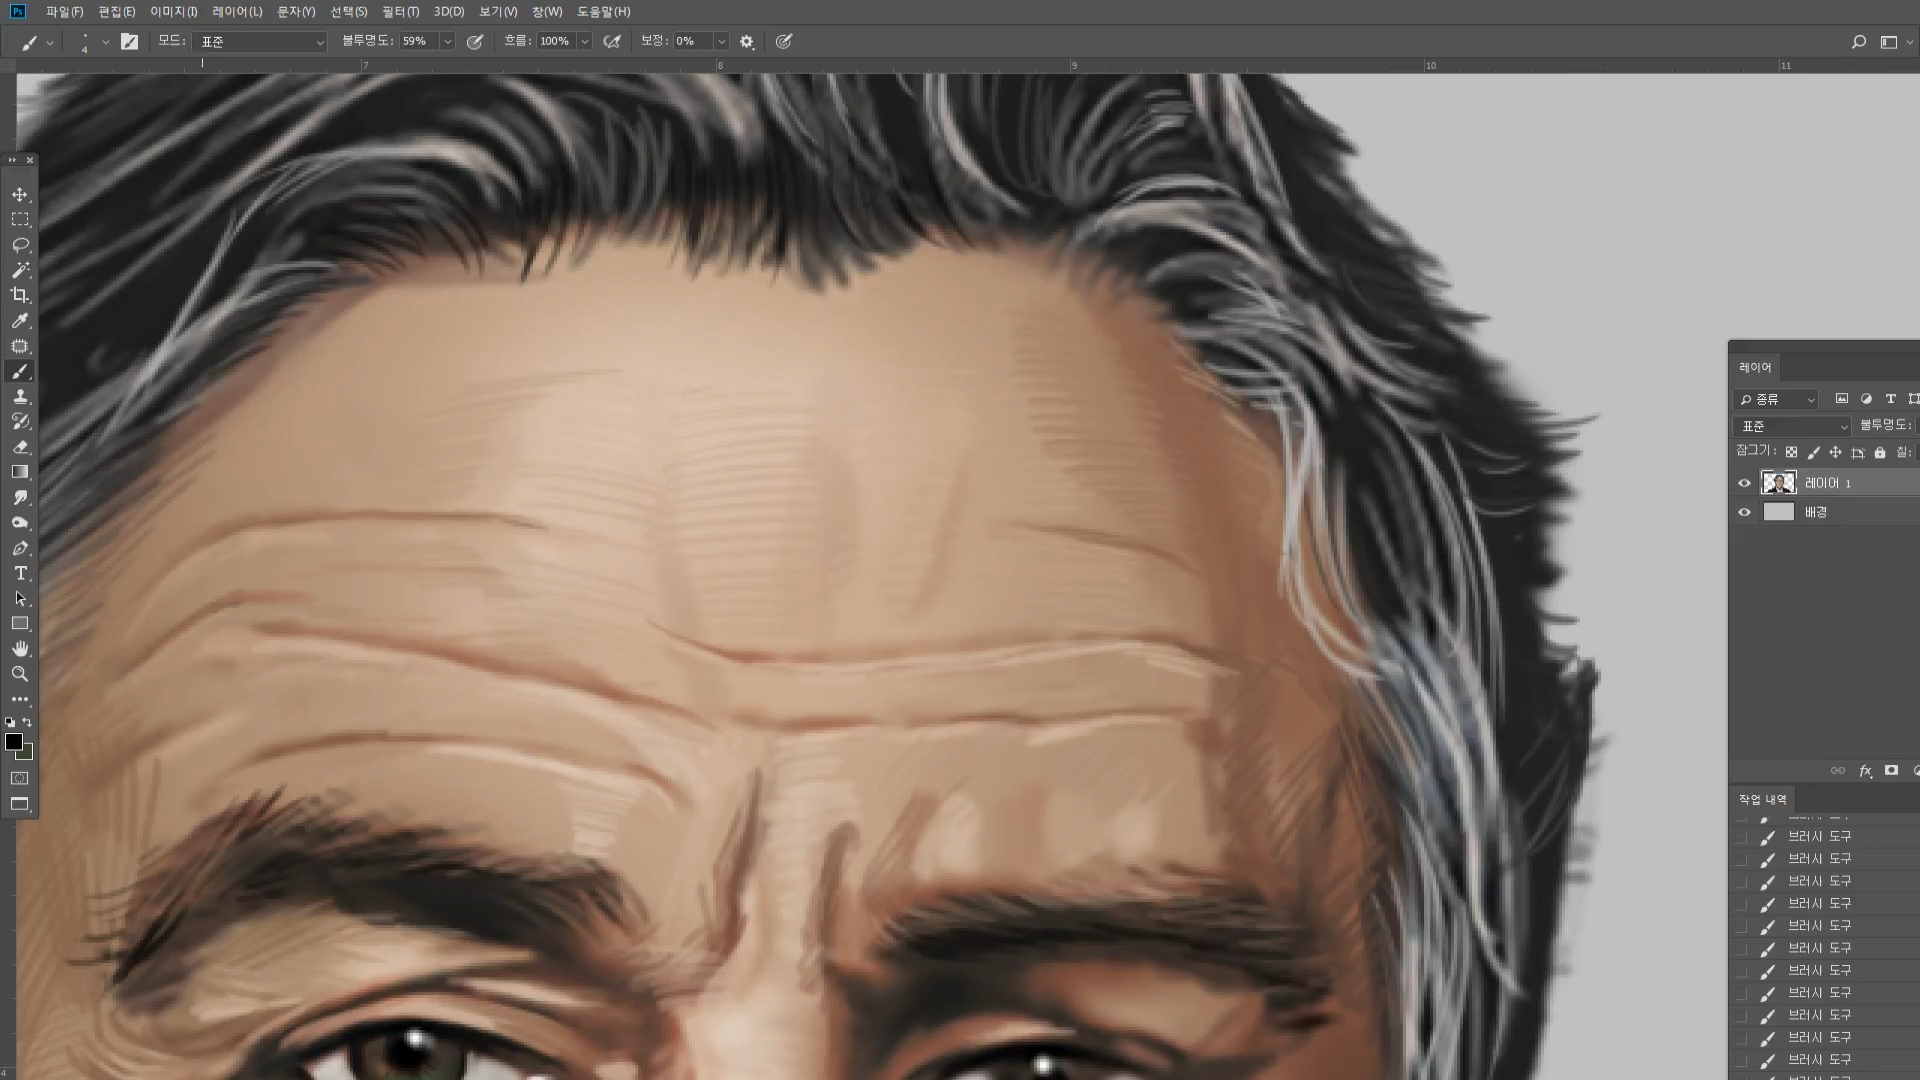 Ps 파일(F) 편집(E) 이미지(I) 레이어(L) 문자(Y) 선택(S) 필터(T) 3D(D) 보기(V) 창(W) 도움말(H)
4 모드: 표준 불투명도: 59% 흐름: 100% 보정: 0%
7 8 9 10 11
레이어
종류
표준 불투명도:
잠그기: 칠:
레이어 1
배경
fx
작업 내역
브러시 도구
브러시 도구
브러시 도구
브러시 도구
브러시 도구
브러시 도구
브러시 도구
브러시 도구
브러시 도구
브러시 도구
브러시 도구
4